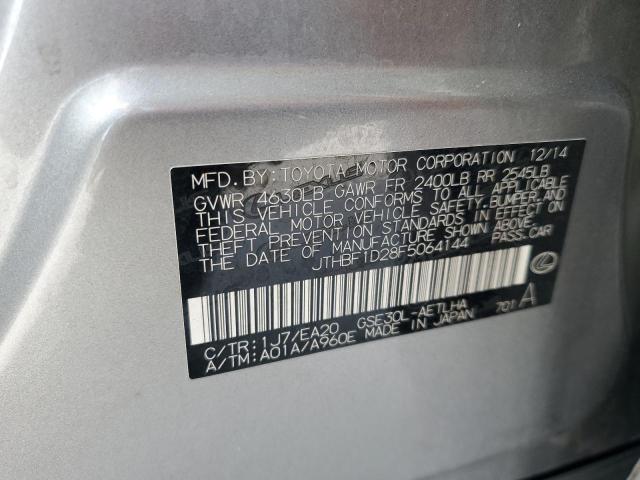 MFD. BY: TOYOTA MOTOR CORPORATION 12/14
GVWR 4630LB GAWR FR 2400LB RR 2545LB
THIS VEHICLE CONFORMS TO ALL APPLICABLE
FEDERAL MOTOR VEHICLE SAFETY, BUMPER, AND
THEFT PREVENTION STANDARDS IN EFFECT ON
THE DATE OF MANUFACTURE SHOWN ABOVE.
JTHBF1D28F5064144 PASS.CAR
C/TR: 1J7/EA20 GSE30L-AETLHA
A/TM: A01A/A960E MADE IN JAPAN 701 A